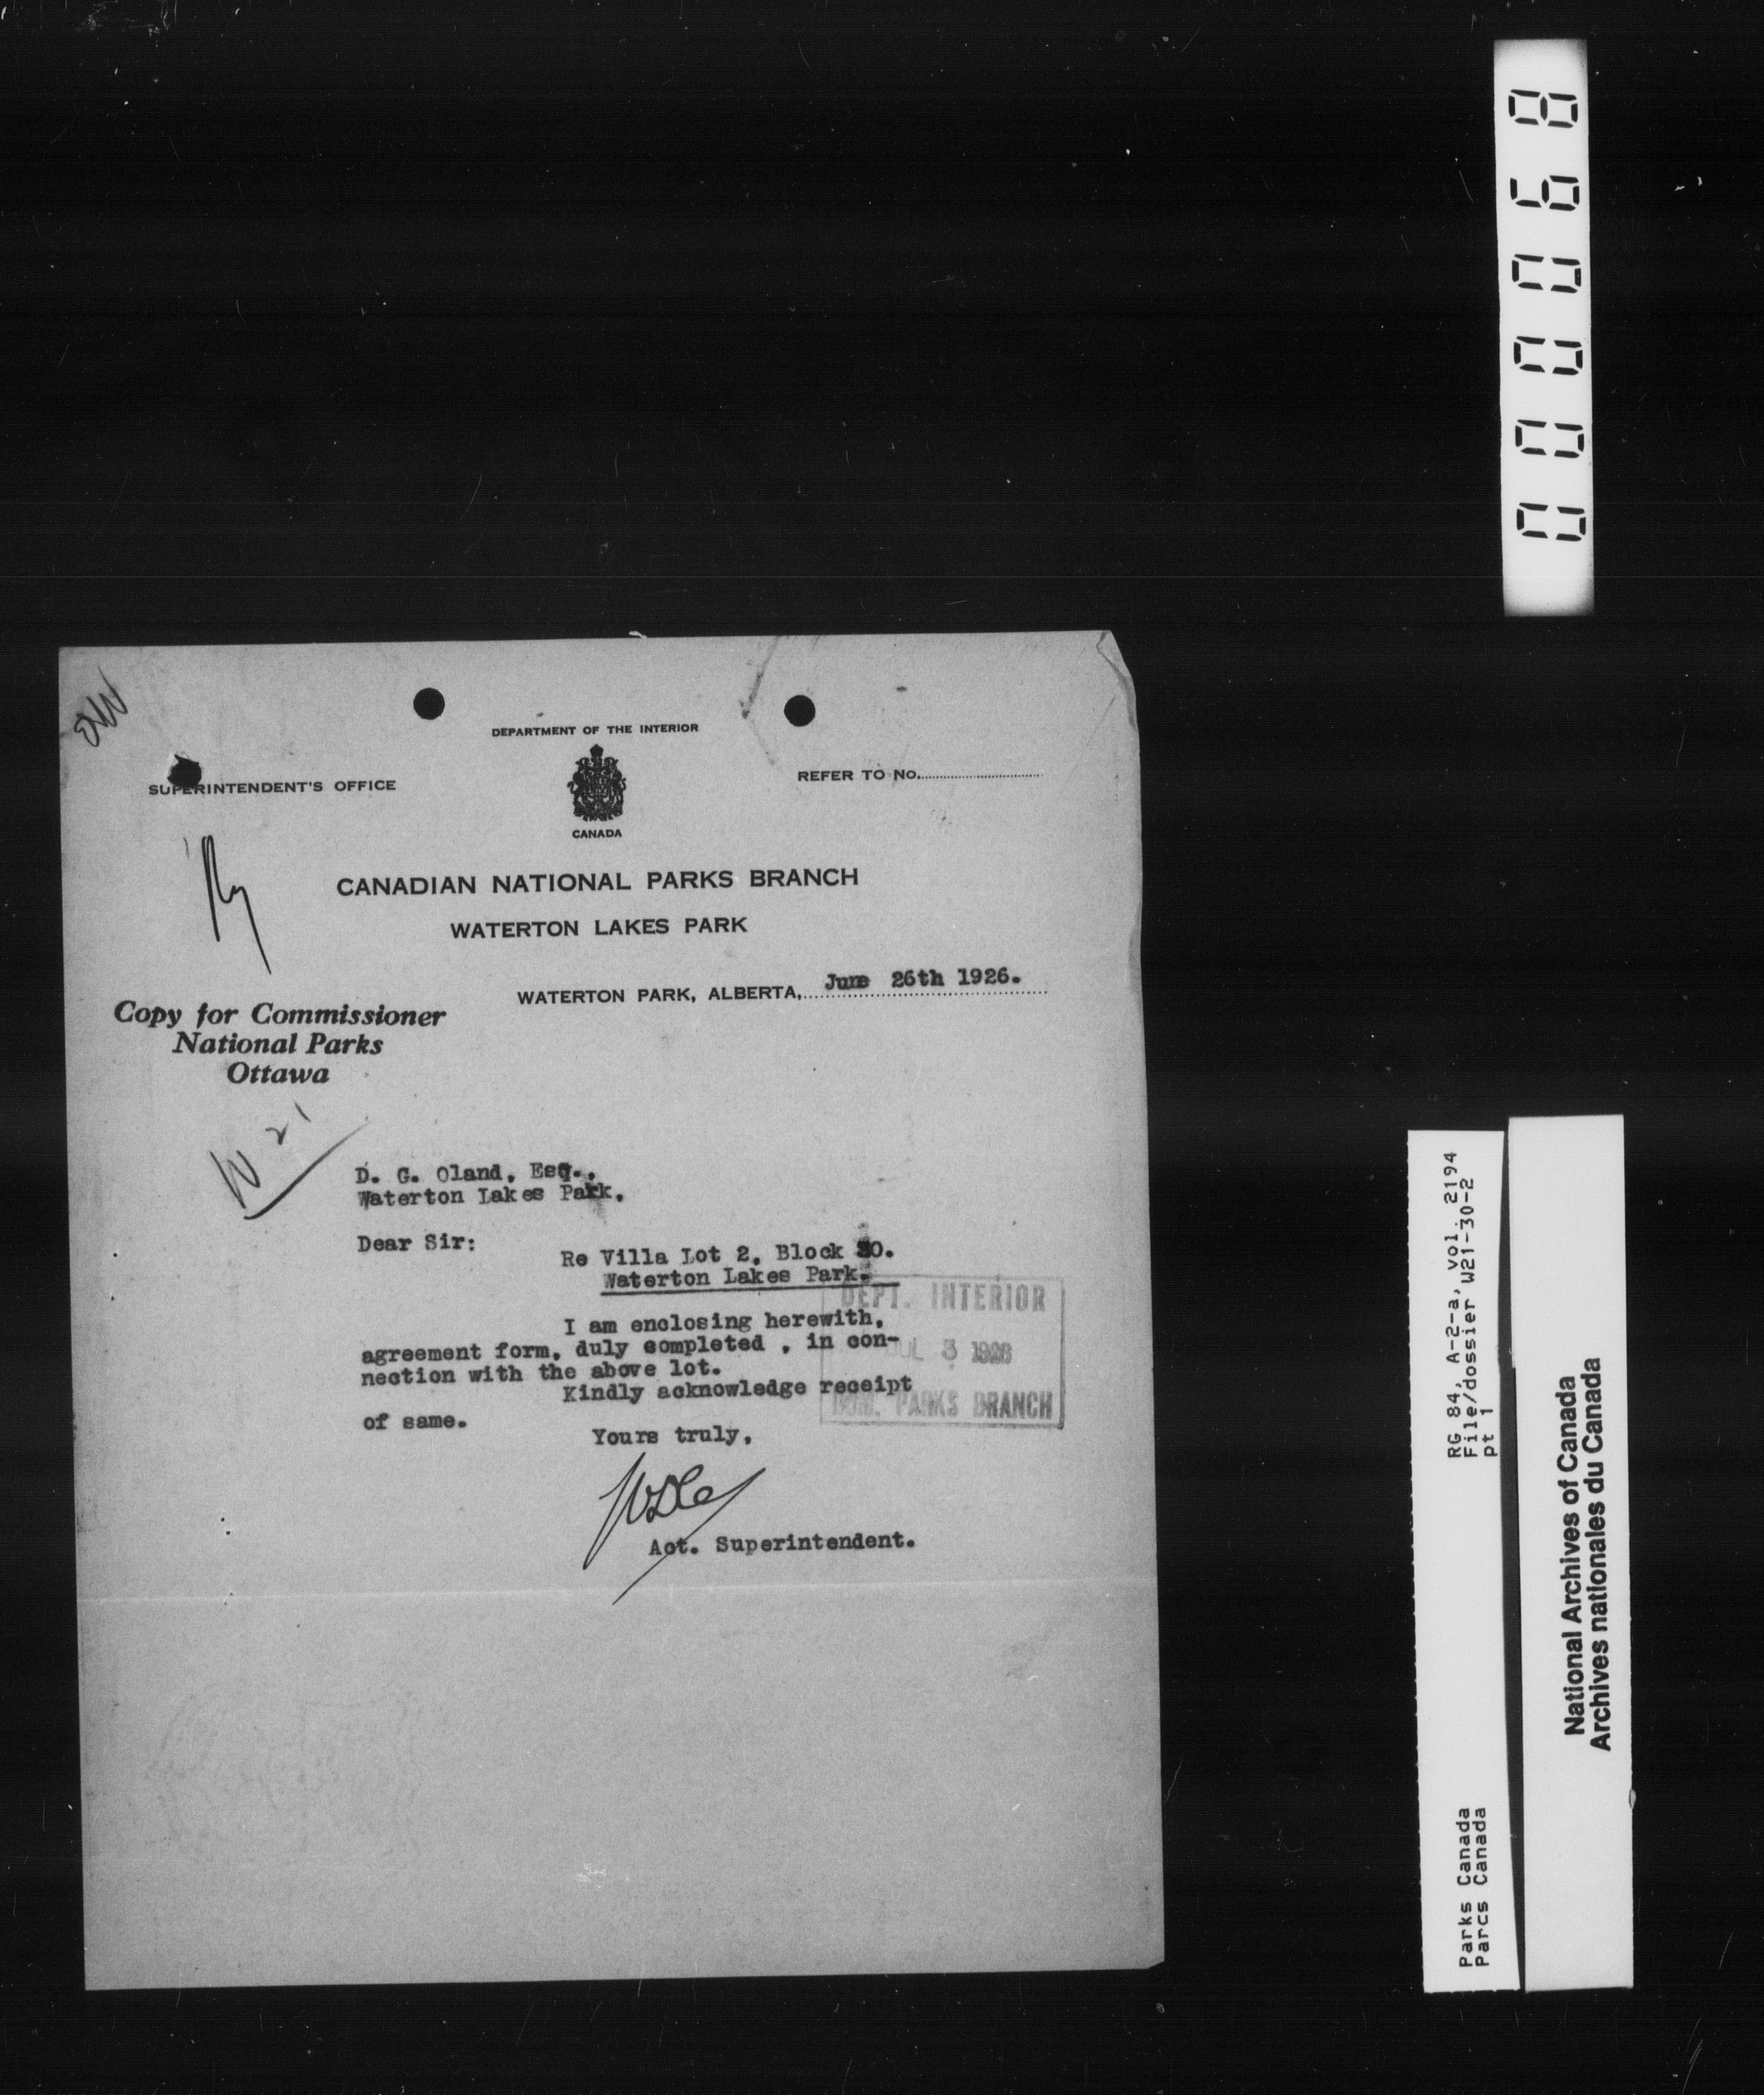 000068
DEPARTMENT OF THE INTERIOR
SUPERINTENDENT'S OFFICE
REFER TO No.
CANADA
CANADIAN NATIONAL PARKS BRANCH
WATERTON LAKES PARK
WATERTON PARK, ALBERTA, June 26th 1926.
Copy for Commissioner
National Parks
Ottawa
W 21
D. G. Oland, Esq.,
Waterton Lakes Park.
Dear Sir:
Re Villa Lot 2, Block 30.
Waterton Lakes Park.
DEPT. INTERIOR
JUL 3 1926
DOM. PARKS BRANCH
I am enclosing herewith,
agreement form, duly completed , in con-
nection with the above lot.
Kindly acknowledge receipt
of same.
Yours truly,
Act. Superintendent.
RG 84, A-2-a, vol. 2194
File/dossier W21-30-2
pt 1
Parks Canada
Parcs Canada
National Archives of Canada
Archives nationales du Canada